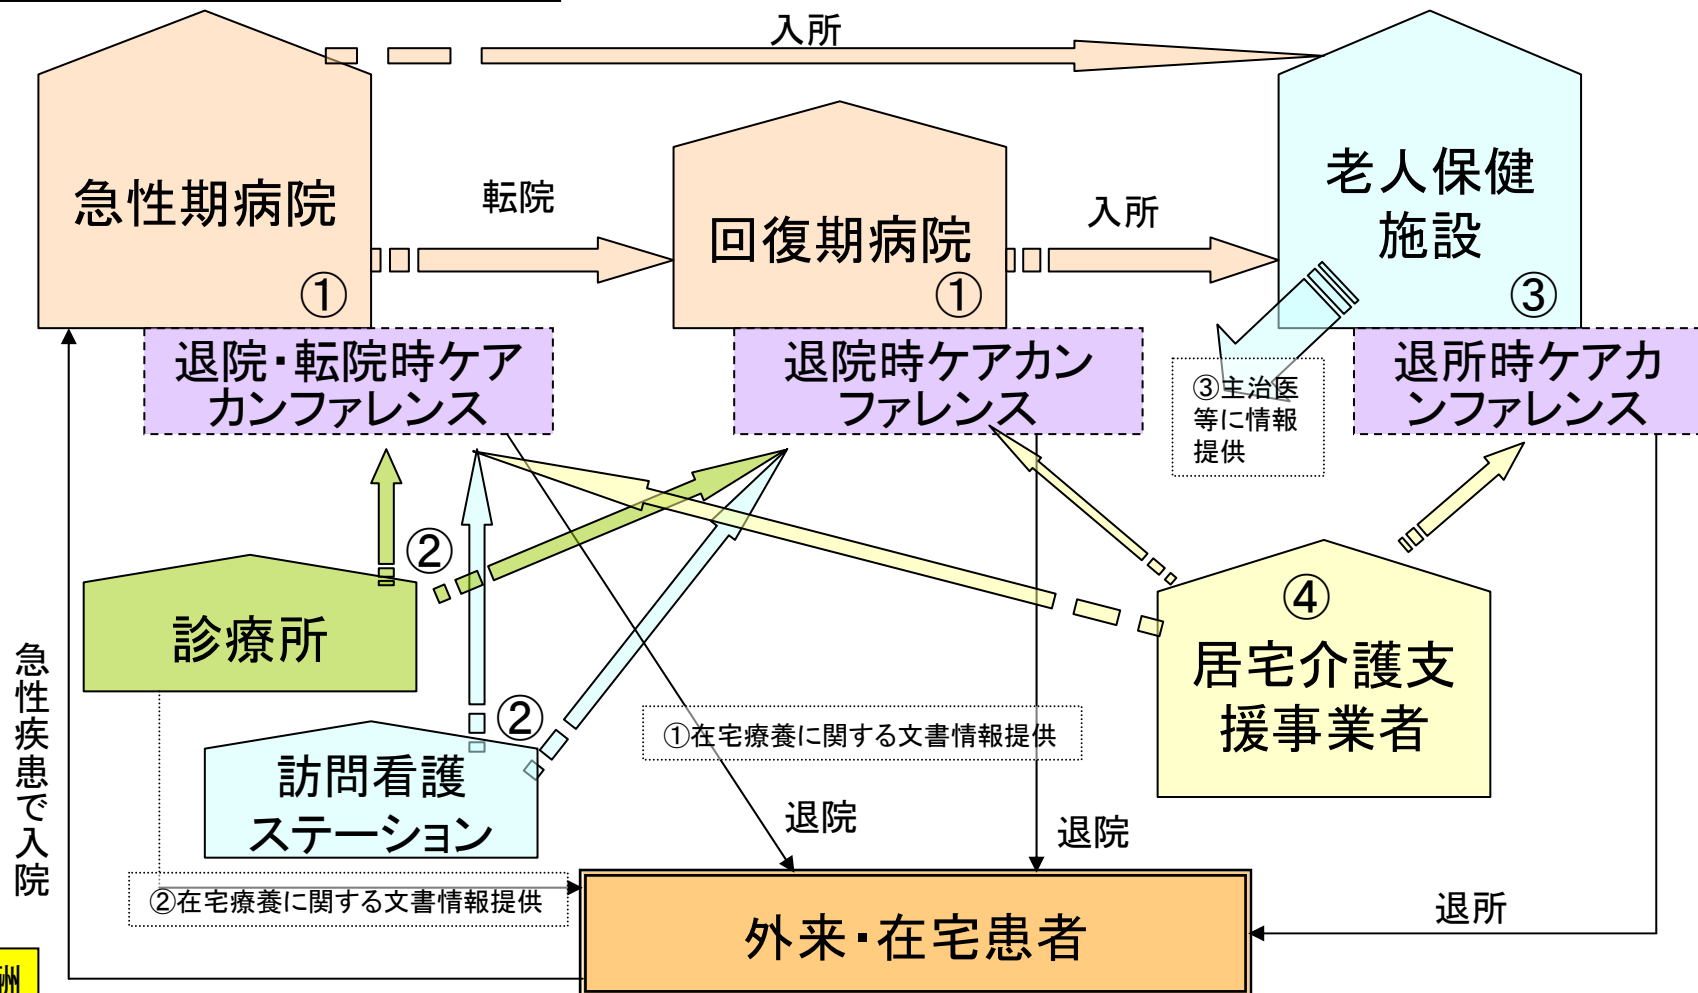 入所
急性期病院
①
転院
回復期病院
①
入所
老人保健
施設
③
退院・転院時ケア
カンファレンス
退院時ケアカン
ファレンス
③主治医
等に情報
提供
退所時ケアカ
ンファレンス
②
診療所
②
訪問看護
ステーション
④
居宅介護支
援事業者
①在宅療養に関する文書情報提供
退院
退院
急性疾患で入院
②在宅療養に関する文書情報提供
外来・在宅患者
退所
酬